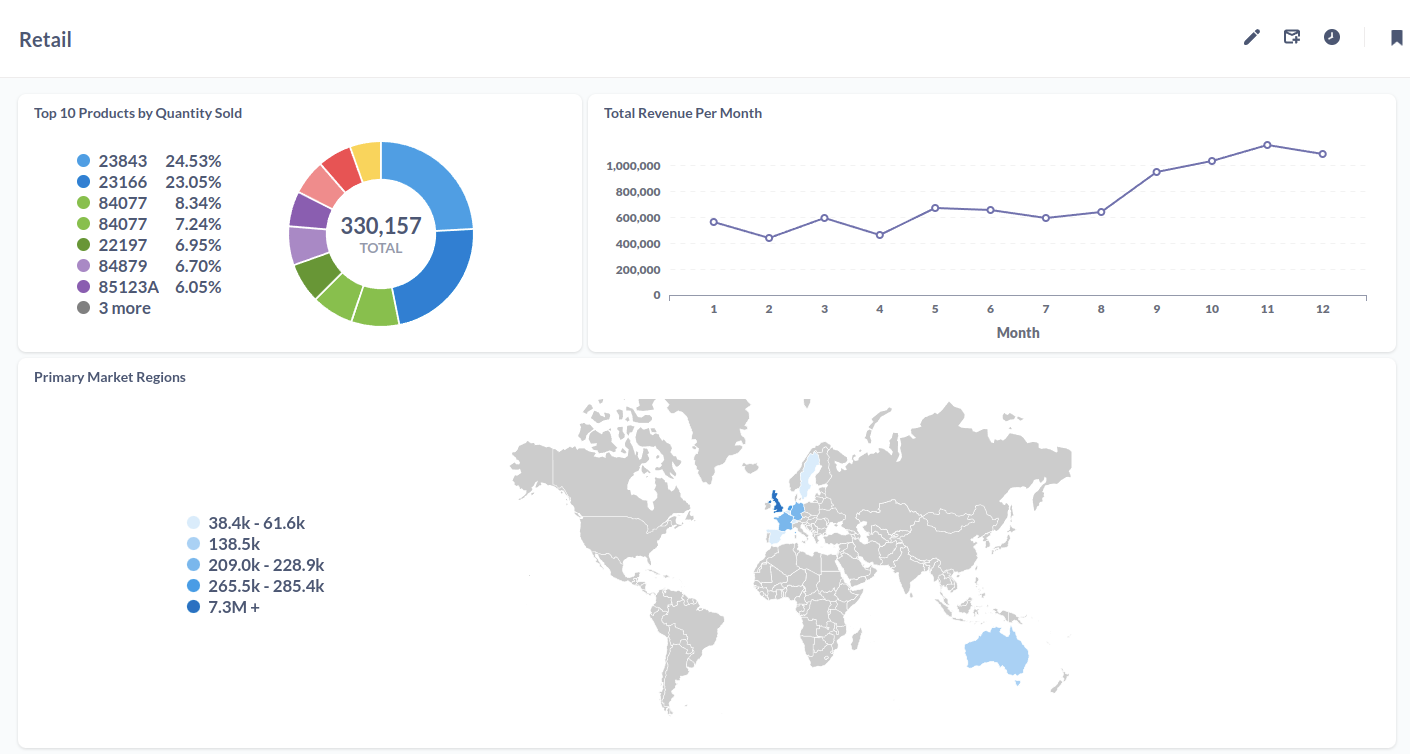 Retail
Top 10 Products by Quantity Sold
23843 24.53%
23166 23.05%
84077 8.34%
84077 7.24%
22197 6.95%
84879 6.70%
85123A 6.05%
3 more
330,157
TOTAL
Total Revenue Per Month
1,000,000
800,000
600,000
400,000
200,000
0
1 2 3 4 5 6 7 8 9 10 11 12
Month
Primary Market Regions
38.4k - 61.6k
138.5k
209.0k - 228.9k
265.5k - 285.4k
7.3M +